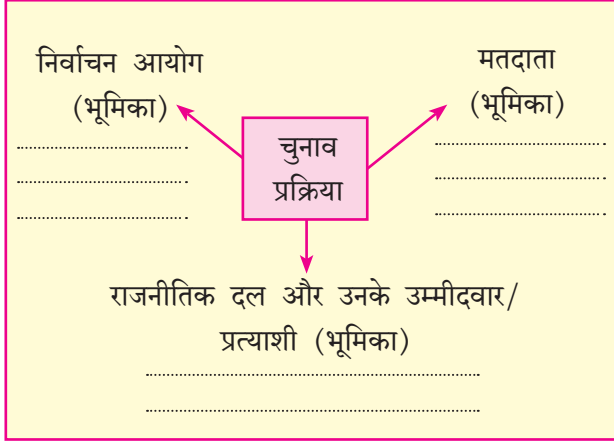 निर्वाचन आयोग
(भूमिका)
मतदाता
(भूमिका)
चुनाव
प्रक्रिया
राजनीतिक दल और उनके उम्मीदवार/
प्रत्याशी (भूमिका)